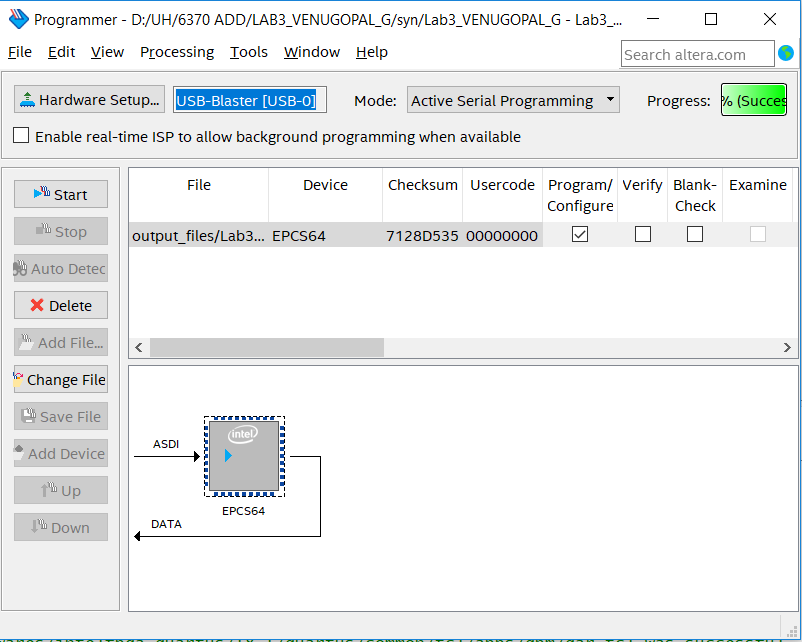 Programmer - D:/UH/6370 ADD/LAB3_VENUGOPAL_G/syn/Lab3_VENUGOPAL_G - Lab3_...
File Edit View Processing Tools Window Help
Search altera.com
Hardware Setup... USB-Blaster [USB-0] Mode: Active Serial Programming Progress: % (Succes
Enable real-time ISP to allow background programming when available
Start
Stop
Auto Detec
Delete
Add File...
Change File
Save File
Add Device
Up
Down
File Device Checksum Usercode Program/ Verify Blank- Examine
Configure Check
output_files/Lab3... EPCS64 7128D535 00000000
intel
ASDI
EPCS64
DATA